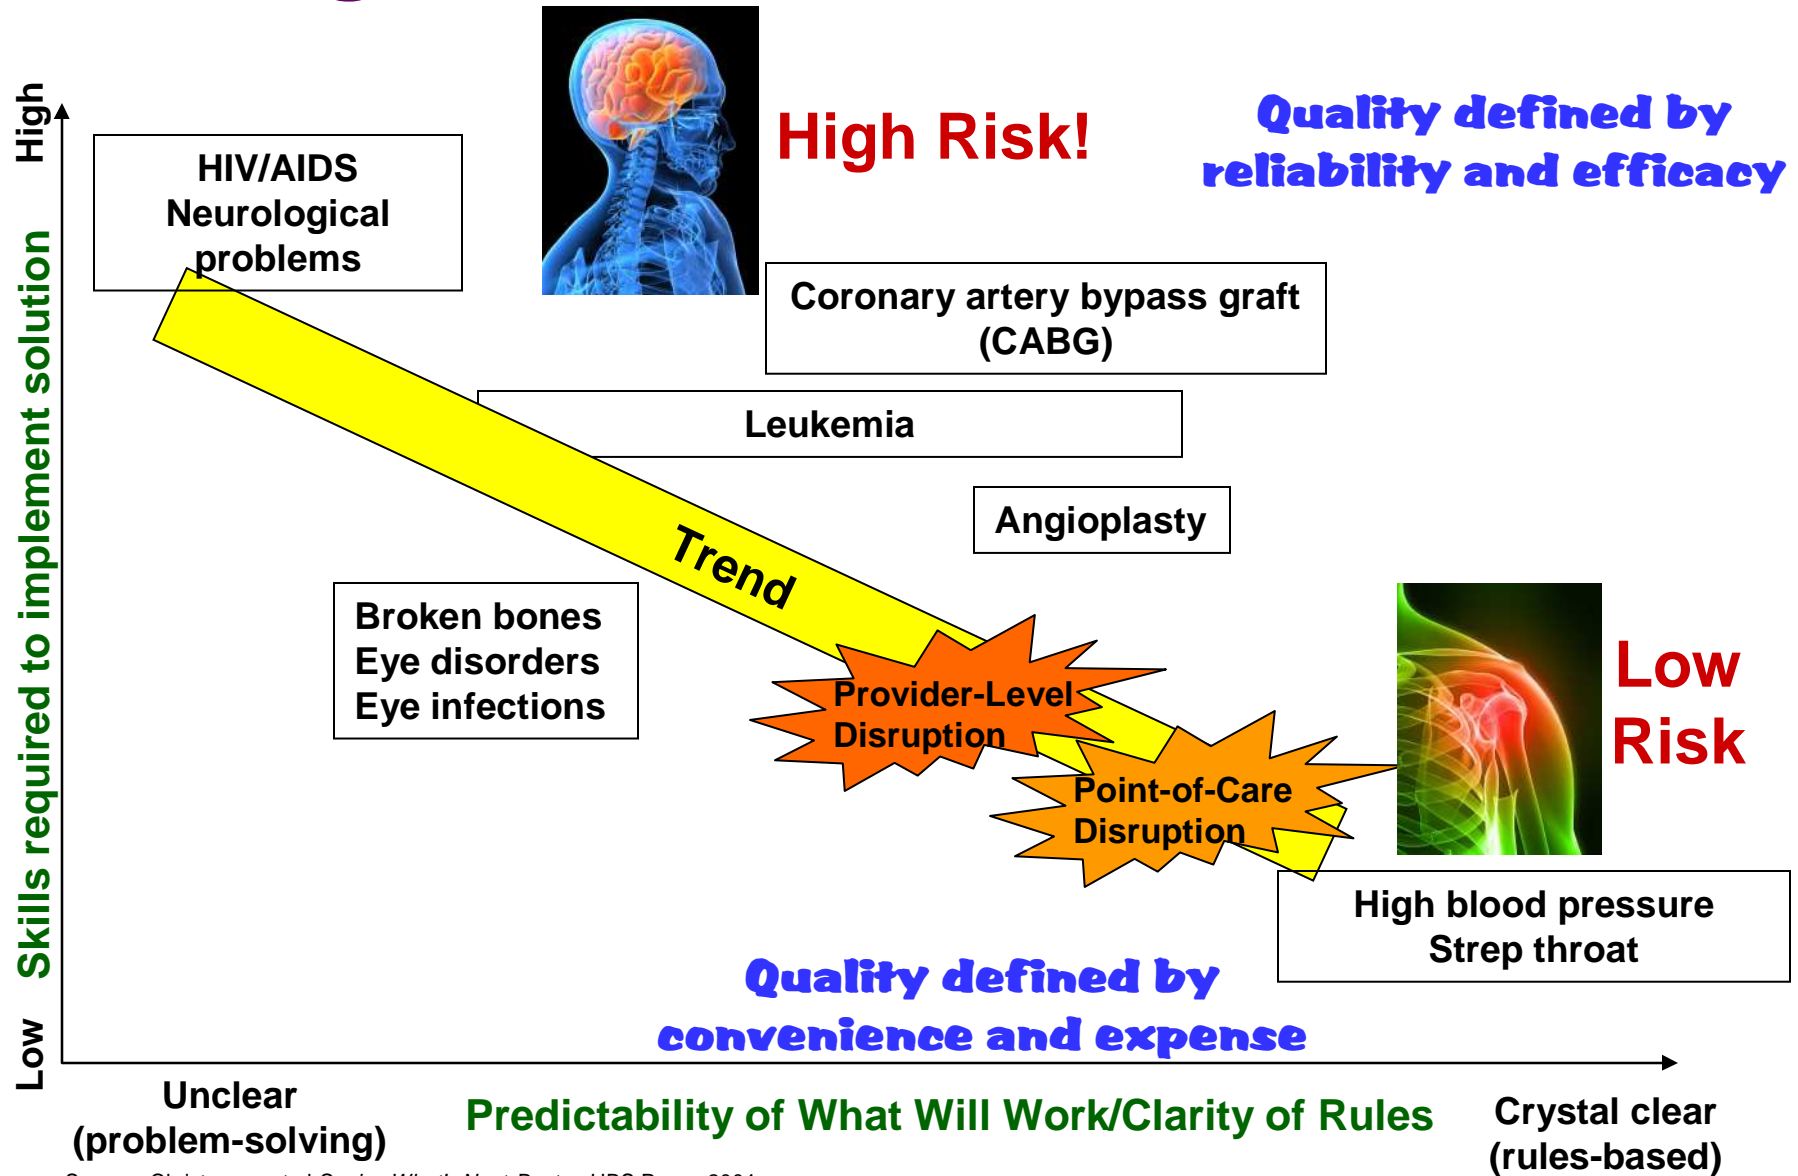 High Risk!
Quality defined by
reliability and efficacy
High
HIV/AIDS
Neurological
problems
Coronary artery bypass graft
(CABG)
Leukemia
Angioplasty
Trend
Broken bones
Eye disorders
Eye infections
Provider-Level
Disruption
Point-of-Care
Disruption
Low
Risk
High blood pressure
Strep throat
Skills required to implement solution
Quality defined by
convenience and expense
Low
Unclear
(problem-solving)
Predictability of What Will Work/Clarity of Rules
Crystal clear
(rules-based)